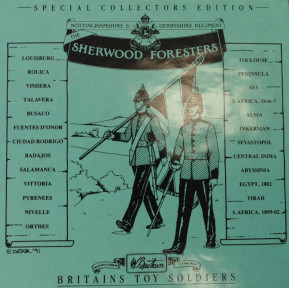 SPECIAL COLLECTORS EDITION
NOTTINGHAMSHIRE & DERBYSHIRE REGIMENT
THE
SHERWOOD FORESTERS
LOUISBURG
ROLICA
VIMIERA
TALAVERA
BUSACO
FUENTES D'ONOR
CIUDAD RODRIGO
BADAJOS
SALAMANCA
VITTORIA
PYRENEES
NIVELLE
ORTHES
TOULOUSE
PENINSULA
AVA
S.AFRICA, 1846-7
ALMA
INKERMAN
SEVASTOPOL
CENTRAL INDIA
ABYSSINIA
EGYPT, 1882
TIRAH
S.AFRICA, 1899-02
W. Britain
BRITAINS TOY SOLDIERS